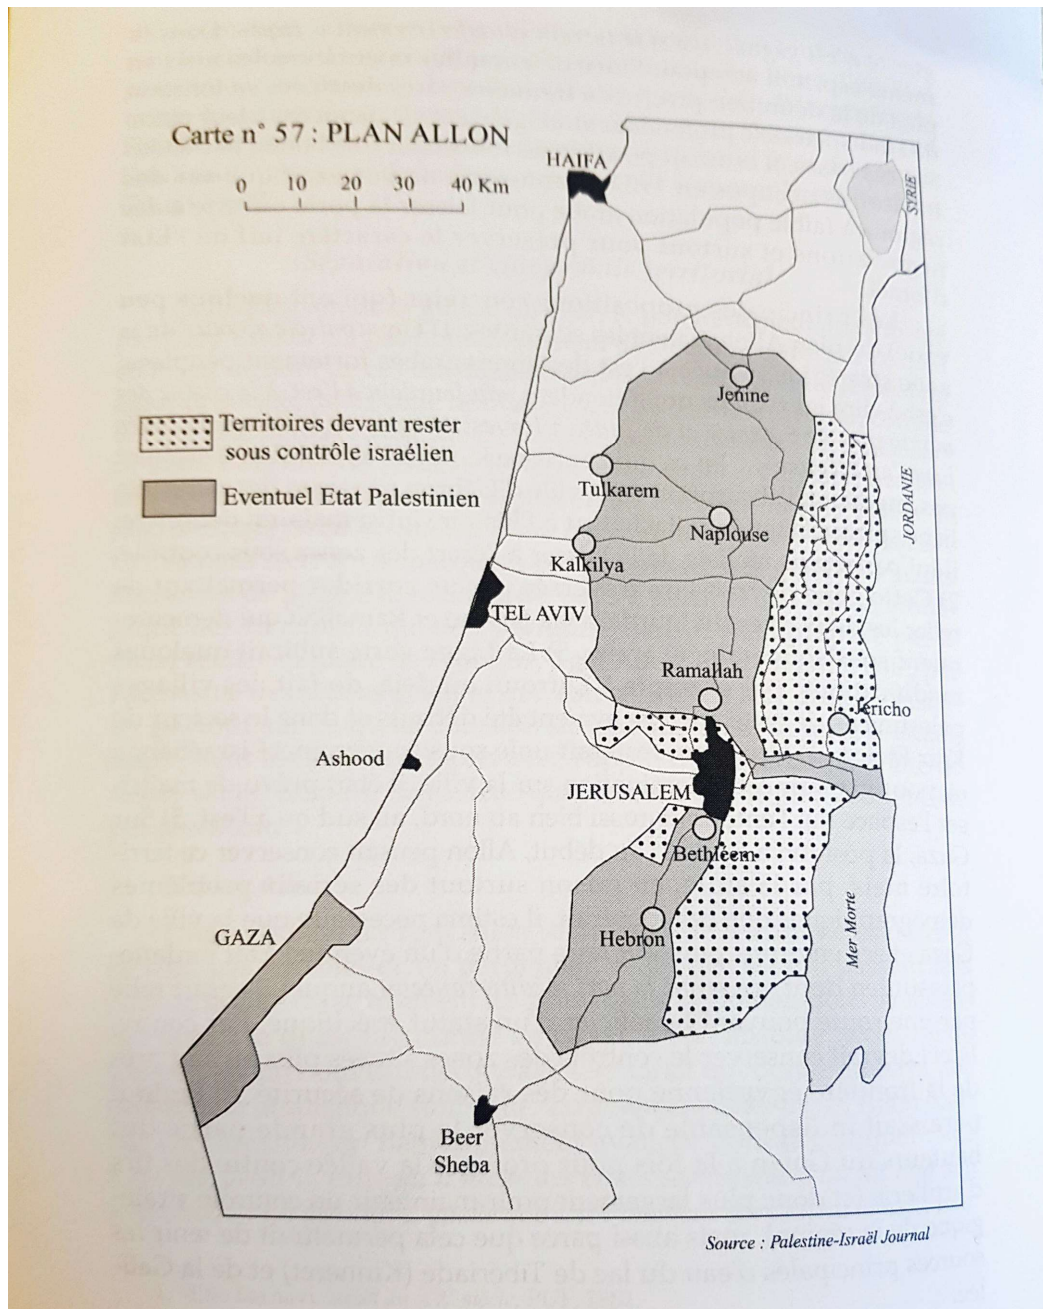 Carte n° 57 : PLAN ALLON
0 10 20 30 40 Km
HAIFA
SYRIE
Jenine
Territoires devant rester
sous contrôle israélien
Eventuel Etat Palestinien
Tulkarem
JORDANIE
Naplouse
Kalkilya
TEL AVIV
Ramallah
Jéricho
Ashood
JERUSALEM
Bethléem
Mer Morte
GAZA
Hebron
Beer
Sheba
Source : Palestine-Israël Journal